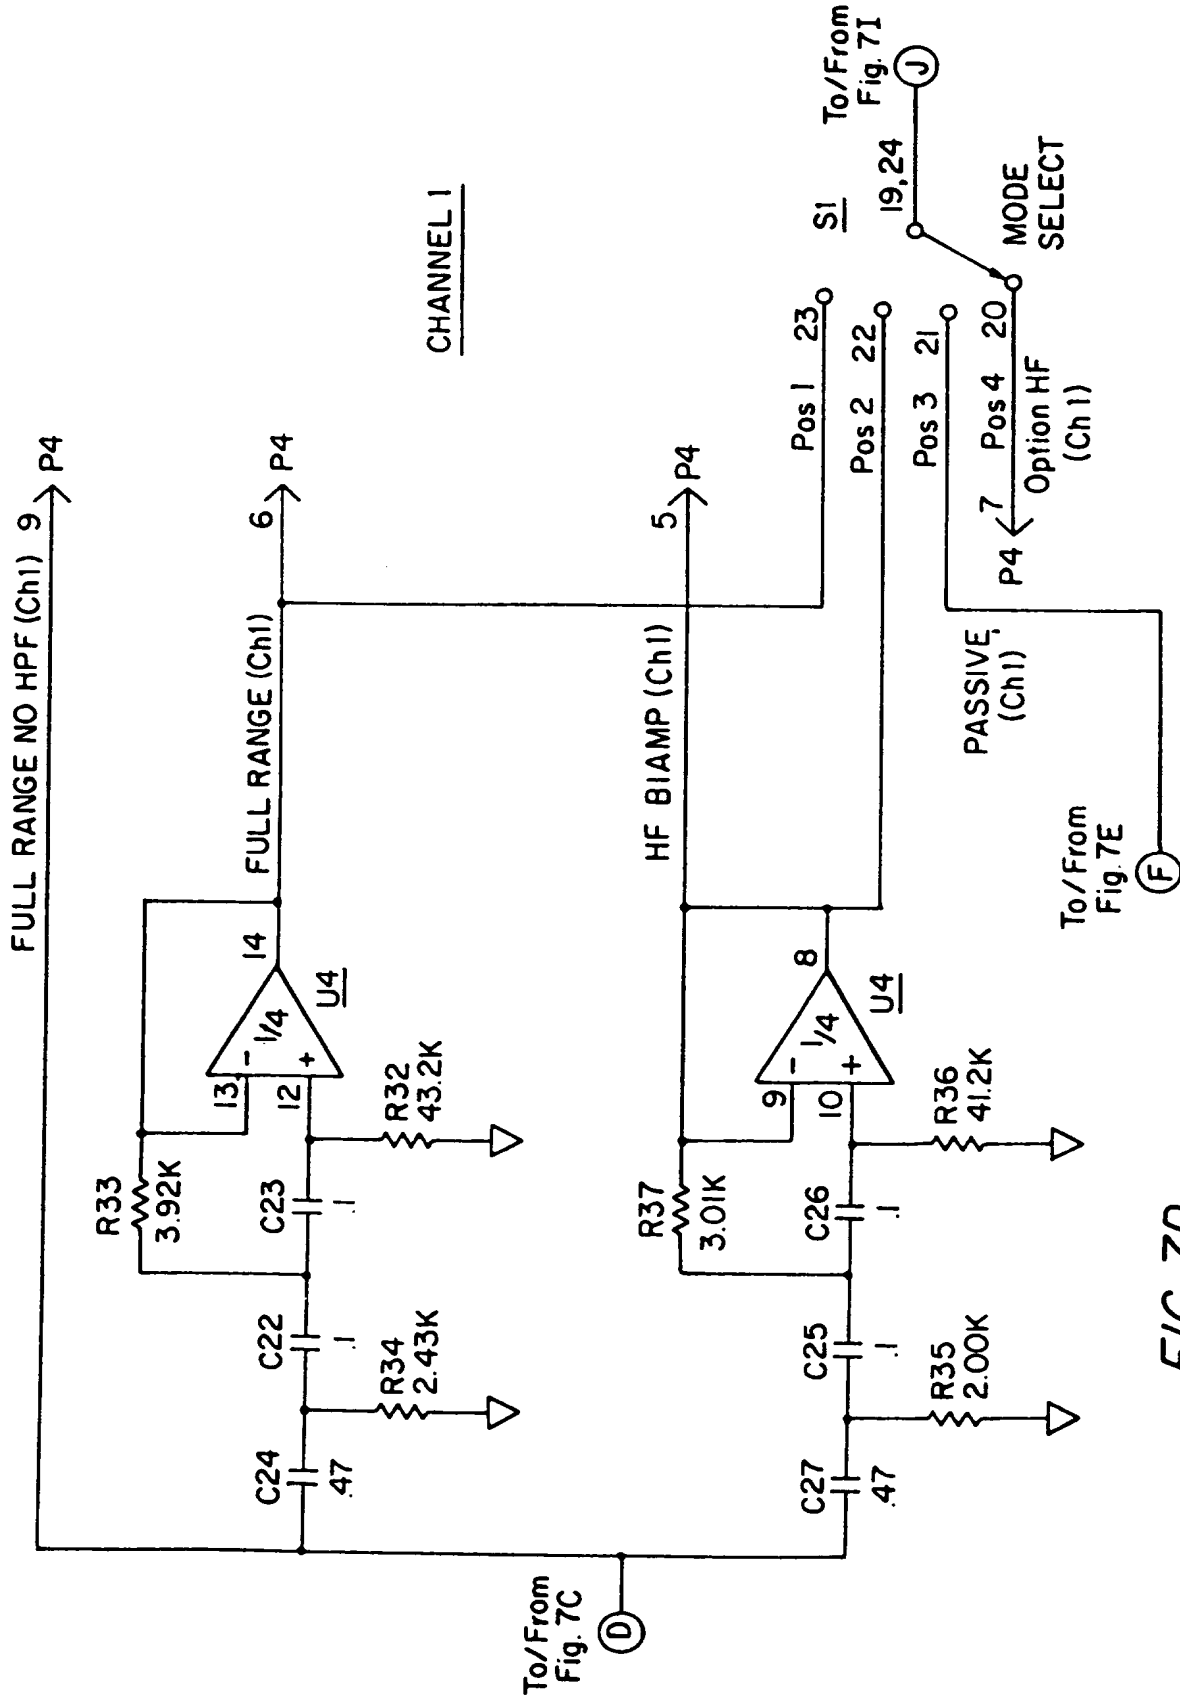 FULL RANGE NO HPF (Ch1) 9
P4
R33
3.92K
13
12
-
+
1/4
14
U4
FULL RANGE (Ch1)
6
P4
C24
.47
C22
.1
C23
.1
R34
2.43K
R32
43.2K
CHANNEL 1
To/From
Fig. 7C
D
R37
3.01K
9
10
-
+
1/4
8
U4
HF BIAMP (Ch1)
5
P4
C27
.47
C25
.1
C26
.1
R35
2.00K
R36
41.2K
Pos 1
23
Pos 2
22
Pos 3
21
Pos 4
20
S1
19,24
To/From
Fig. 7I
J
MODE
SELECT
P4
7
Option HF
(Ch1)
PASSIVE
(Ch1)
To/From
Fig. 7E
F